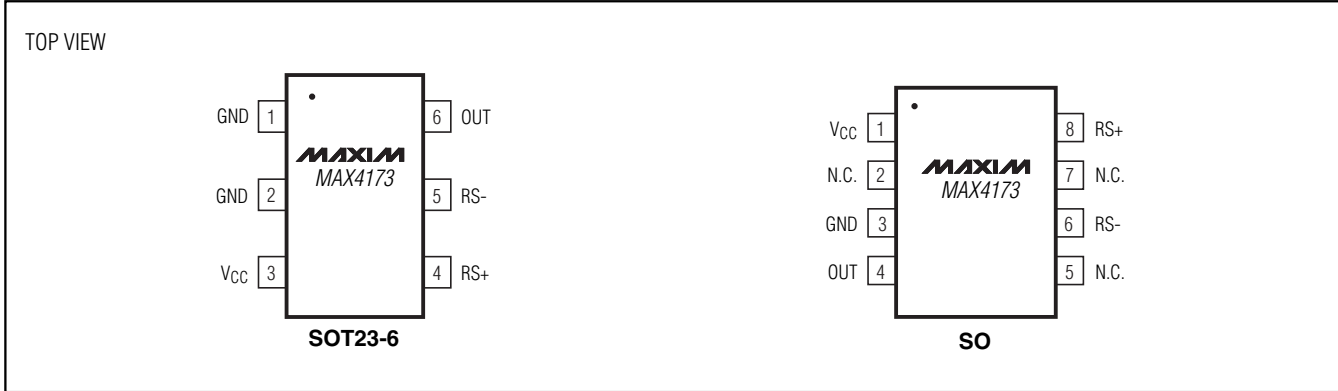 TOP VIEW
GND 1
6 OUT
MAXIM
MAX4173
GND 2
5 RS-
VCC 3
4 RS+
SOT23-6
VCC 1
8 RS+
N.C. 2
MAXIM
MAX4173
7 N.C.
GND 3
6 RS-
OUT 4
5 N.C.
SO